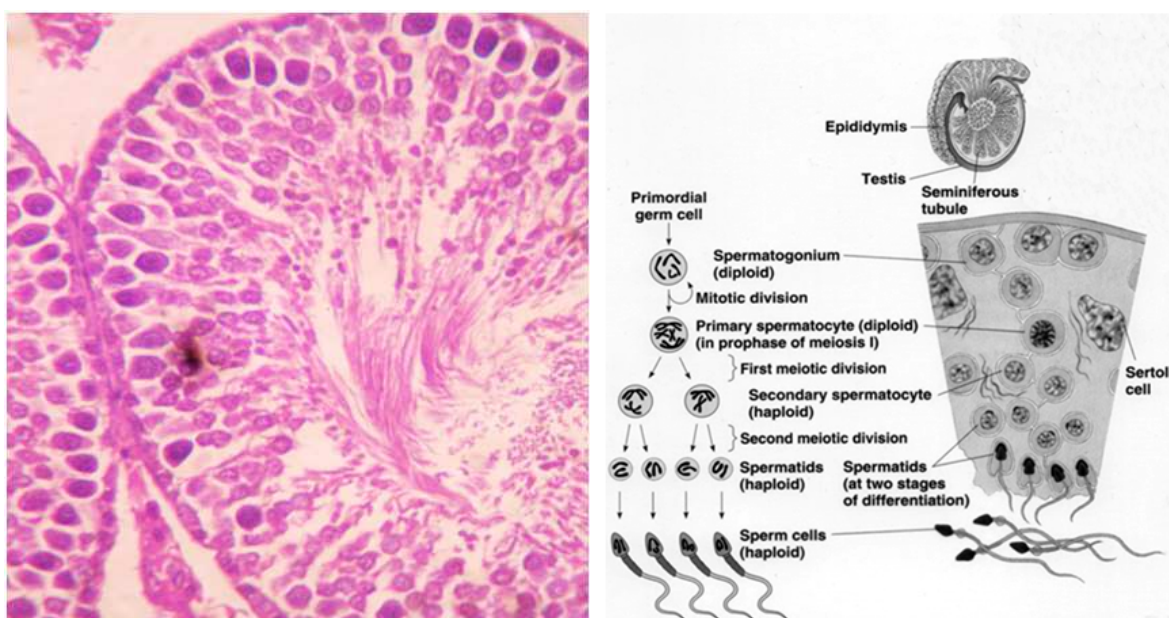 Epididymis
Testis
Seminiferous
tubule
Primordial
germ cell
Spermatogonium
(diploid)
Mitotic division
Primary spermatocyte (diploid)
(in prophase of meiosis I)
Sertol
cell
First meiotic division
Secondary spermatocyte
(haploid)
Second meiotic division
Spermatids
(haploid)
Spermatids
(at two stages
of differentiation)
Sperm cells
(haploid)